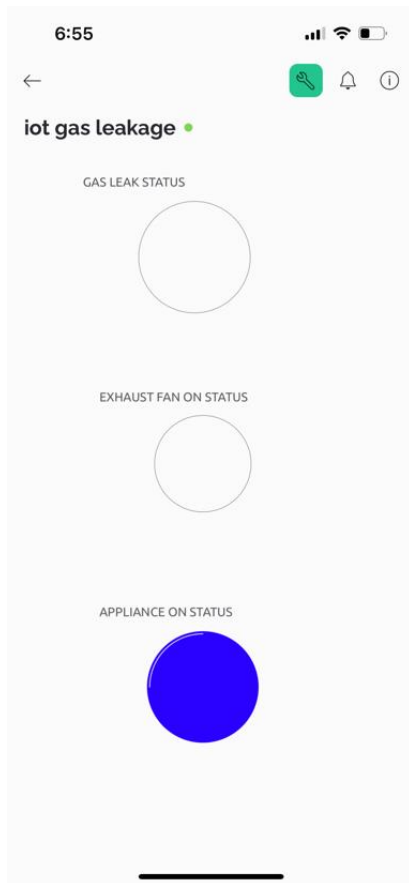 6:55
iot gas leakage
GAS LEAK STATUS
EXHAUST FAN ON STATUS
APPLIANCE ON STATUS